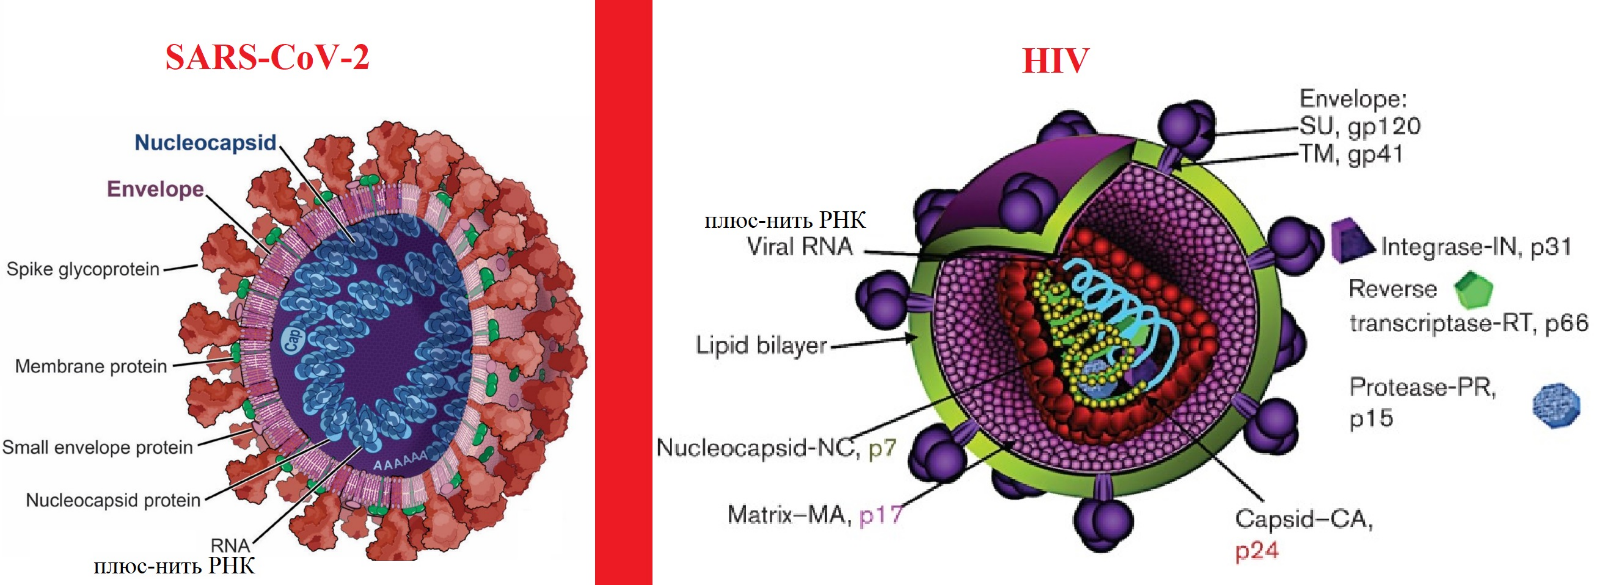 SARS-CoV-2
Nucleocapsid
Envelope
Spike glycoprotein
Cap
Membrane protein
Small envelope protein
AAAAAA
Nucleocapsid protein
RNA
плюс-нить РНК
HIV
Envelope:
SU, gp120
TM, gp41
плюс-нить РНК
Viral RNA
Integrase-IN, p31
Reverse
transcriptase-RT, p66
Lipid bilayer
Protease-PR,
p15
Nucleocapsid-NC, p7
Matrix–MA, p17
Capsid–CA,
p24